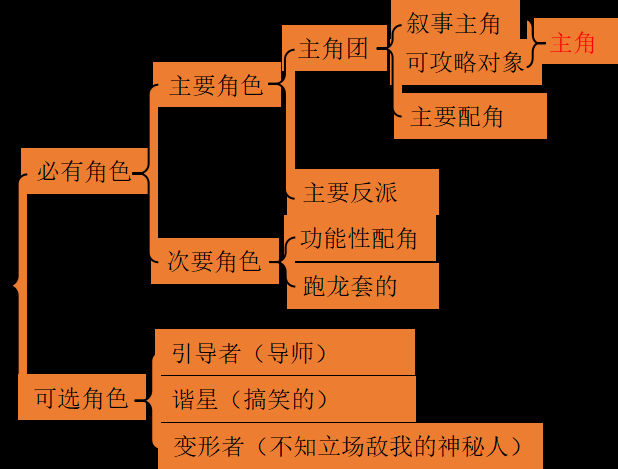 叙事主角
主角
主角团
可攻略对象
主要角色
主要配角
必有角色
主要反派
功能性配角
次要角色
跑龙套的
引导者（导师）
可选角色
谐星（搞笑的）
变形者（不知立场敌我的神秘人）